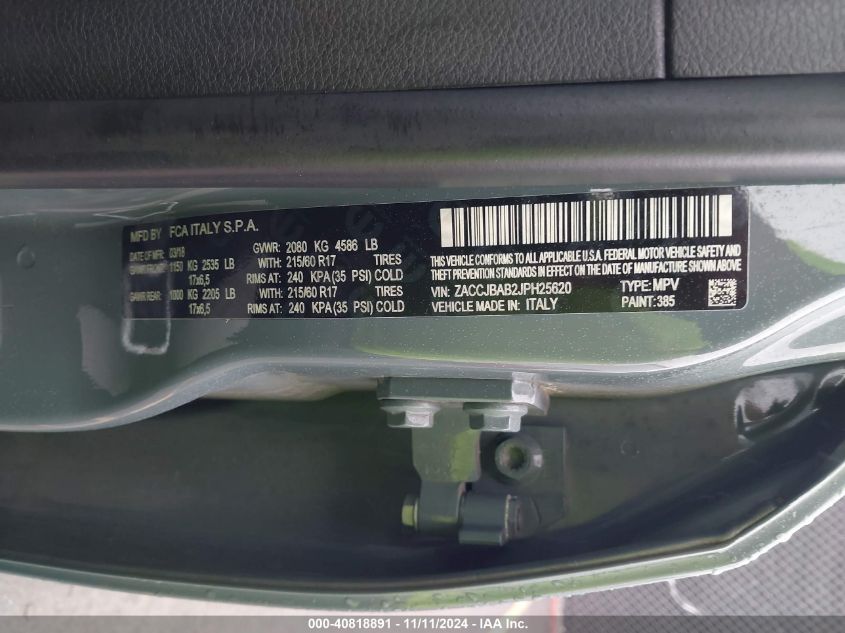 MFD BY FCA ITALY S.P.A.
DATE OF MFR: 03/18 GVWR: 2080 KG 4586 LB
GAWR FRONT: 1150 KG 2535 LB WITH: 215/60 R17 TIRES
17x6,5 RIMS AT: 240 KPA(35 PSI) COLD
GAWR REAR: 1000 KG 2205 LB WITH: 215/60 R17 TIRES
17x6,5 RIMS AT: 240 KPA(35 PSI) COLD
THIS VEHICLE CONFORMS TO ALL APPLICABLE U.S.A. FEDERAL MOTOR VEHICLE SAFETY AND
THEFT PREVENTION STANDARDS IN EFFECT ON THE DATE OF MANUFACTURE SHOWN ABOVE.
VIN: ZACCJBAB2JPH25620 TYPE: MPV
VEHICLE MADE IN: ITALY PAINT: 385
000-40818891 - 11/11/2024 - IAA Inc.